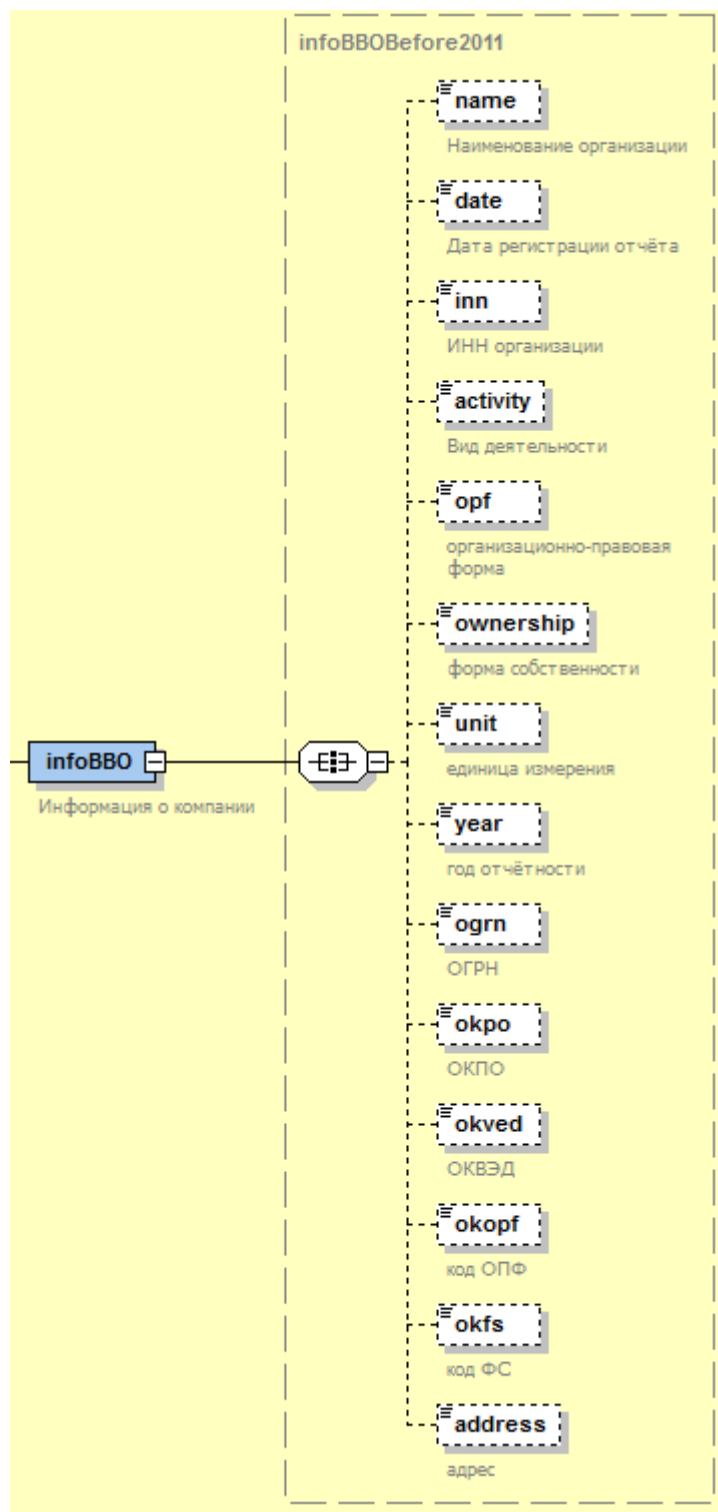 infoBBOBefore2011
name
Наименование организации
date
Дата регистрации отчёта
inn
ИНН организации
activity
Вид деятельности
opf
организационно-правовая
форма
ownership
форма собственности
unit
единица измерения
infoBBO
Информация о компании
year
год отчётности
ogrn
ОГРН
okpo
ОКПО
okved
ОКВЭД
okopf
код ОПФ
okfs
код ФС
address
адрес